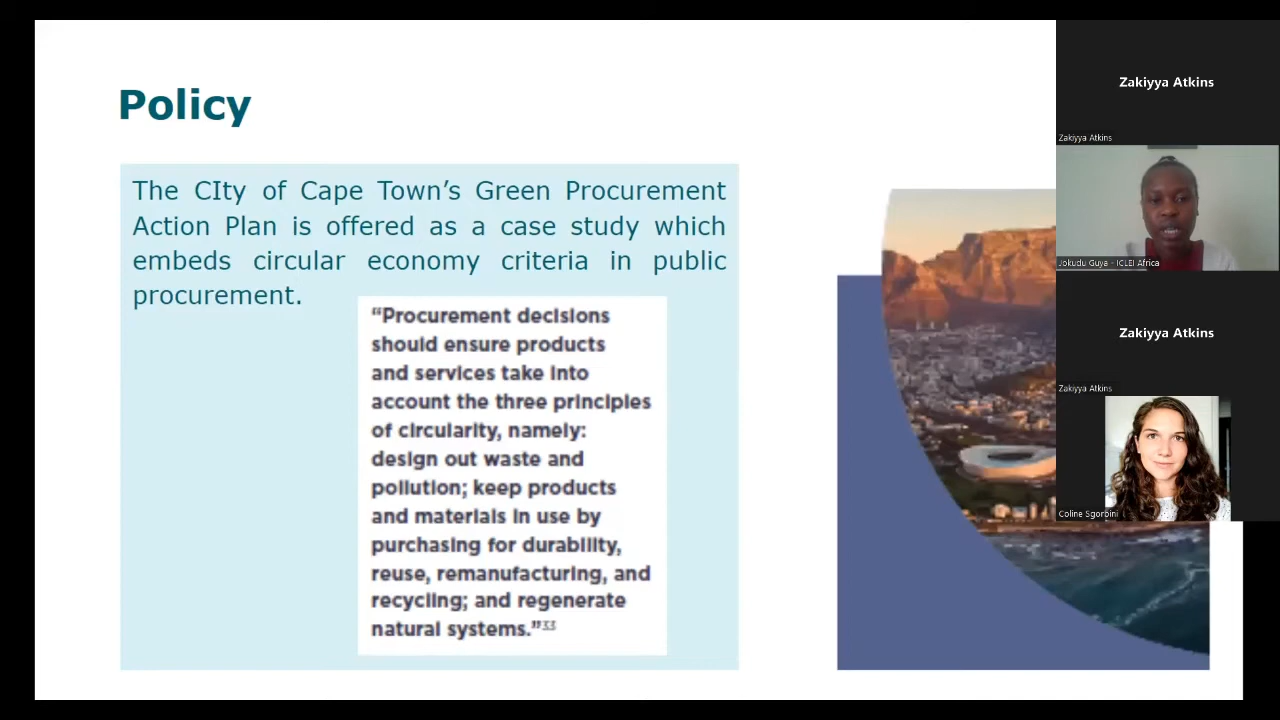 Policy
The CIty of Cape Town's Green Procurement
Action Plan is offered as a case study which
embeds circular economy criteria in public
procurement.
“Procurement decisions
should ensure products
and services take into
account the three principles
of circularity, namely:
design out waste and
pollution; keep products
and materials in use by
purchasing for durability,
reuse, remanufacturing, and
recycling; and regenerate
natural systems.”33
Zakiyya Atkins
Zakiyya Atkins
Jokudu Guya - ICLEI Africa
Zakiyya Atkins
Zakiyya Atkins
Coline Sgorbini